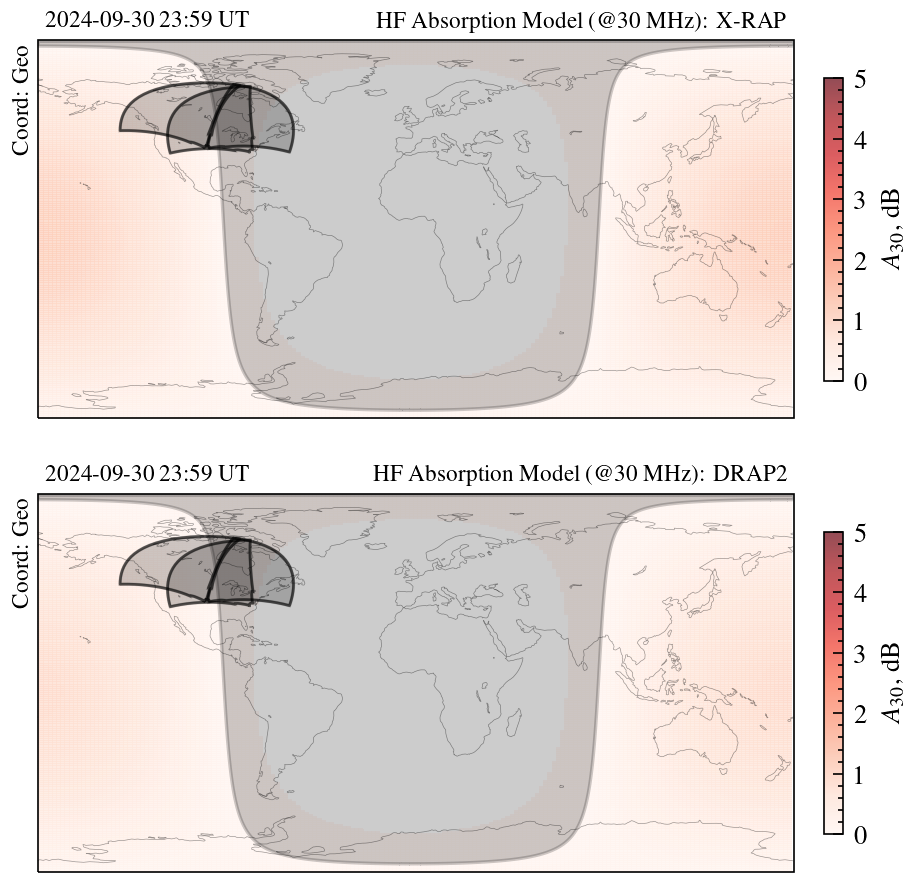 2024-09-30 23:59 UT HF Absorption Model (@30 MHz): X-RAP
Coord: Geo
5
4
3
2
1
0
A30, dB
2024-09-30 23:59 UT HF Absorption Model (@30 MHz): DRAP2
Coord: Geo
5
4
3
2
1
0
A30, dB